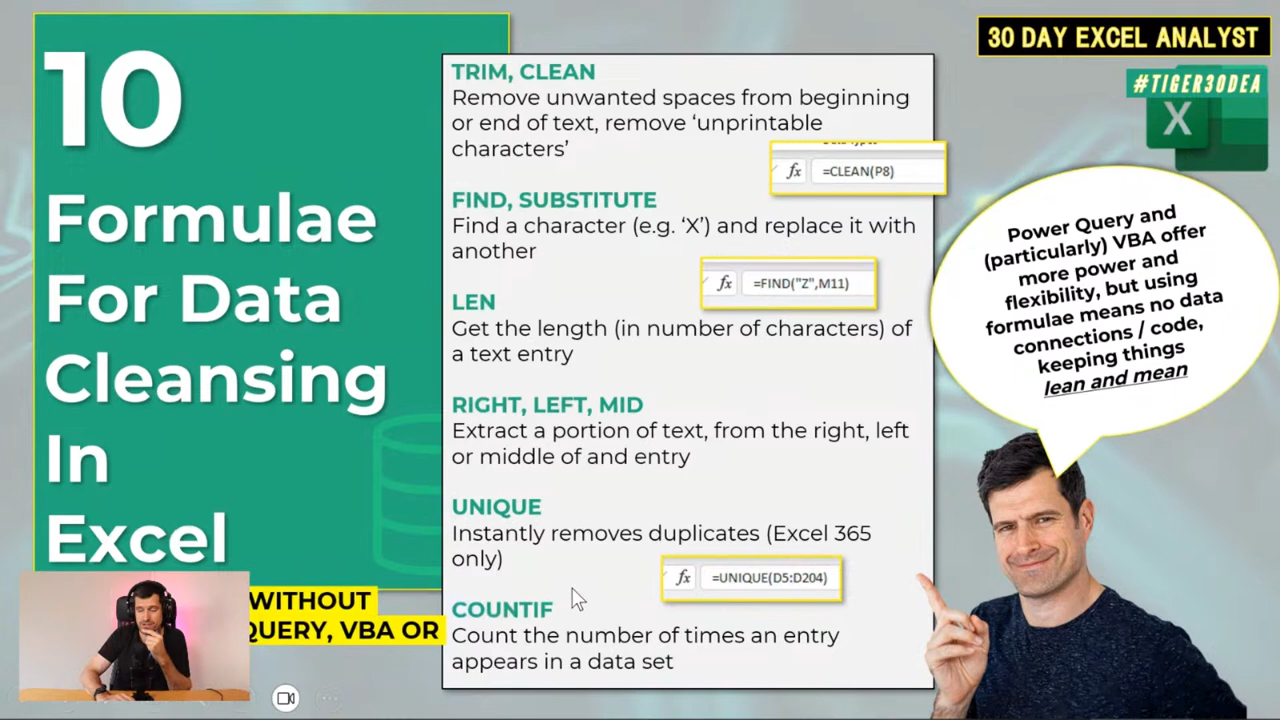 10
Formulae
For Data
Cleansing
In
Excel
WITHOUT
QUERY, VBA OR
TRIM, CLEAN
Remove unwanted spaces from beginning
or end of text, remove ‘unprintable
characters’
fx =CLEAN(P8)
FIND, SUBSTITUTE
Find a character (e.g. ‘X’) and replace it with
another
fx =FIND("Z",M11)
LEN
Get the length (in number of characters) of
a text entry
RIGHT, LEFT, MID
Extract a portion of text, from the right, left
or middle of and entry
UNIQUE
Instantly removes duplicates (Excel 365
only)
fx =UNIQUE(D5:D204)
COUNTIF
Count the number of times an entry
appears in a data set
30 DAY EXCEL ANALYST
#TIGER30DEA
X
Power Query and
(particularly) VBA offer
more power and
flexibility, but using
formulae means no data
connections / code,
keeping things
lean and mean